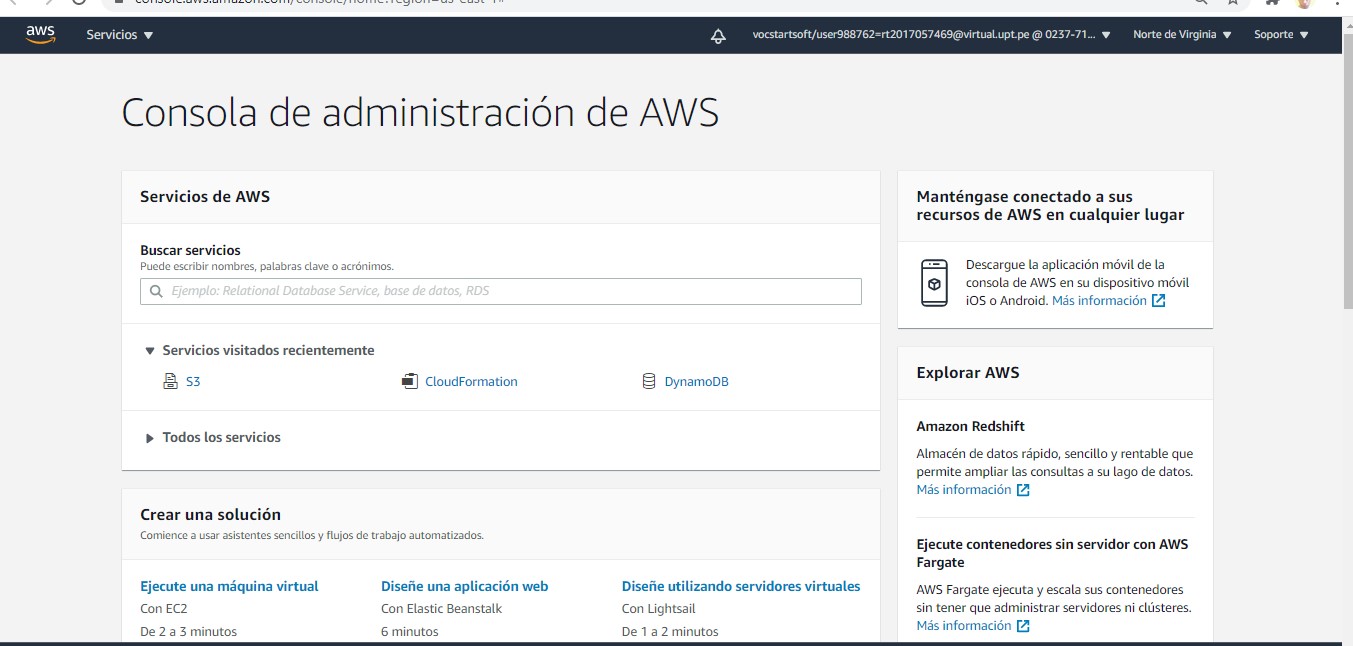 console.aws.amazon.com/console/home?region=us-east-1#
aws
Servicios
vocstartsoft/user988762=rt2017057469@virtual.upt.pe @ 0237-71...
Norte de Virginia
Soporte
Consola de administración de AWS
Servicios de AWS
Buscar servicios
Puede escribir nombres, palabras clave o acrónimos.
Ejemplo: Relational Database Service, base de datos, RDS
Servicios visitados recientemente
S3
CloudFormation
DynamoDB
Todos los servicios
Crear una solución
Comience a usar asistentes sencillos y flujos de trabajo automatizados.
Ejecute una máquina virtual
Con EC2
De 2 a 3 minutos
Diseñe una aplicación web
Con Elastic Beanstalk
6 minutos
Diseñe utilizando servidores virtuales
Con Lightsail
De 1 a 2 minutos
Manténgase conectado a sus
recursos de AWS en cualquier lugar
Descargue la aplicación móvil de la
consola de AWS en su dispositivo móvil
iOS o Android. Más información
Explorar AWS
Amazon Redshift
Almacén de datos rápido, sencillo y rentable que
permite ampliar las consultas a su lago de datos.
Más información
Ejecute contenedores sin servidor con AWS
Fargate
AWS Fargate ejecuta y escala sus contenedores
sin tener que administrar servidores ni clústeres.
Más información